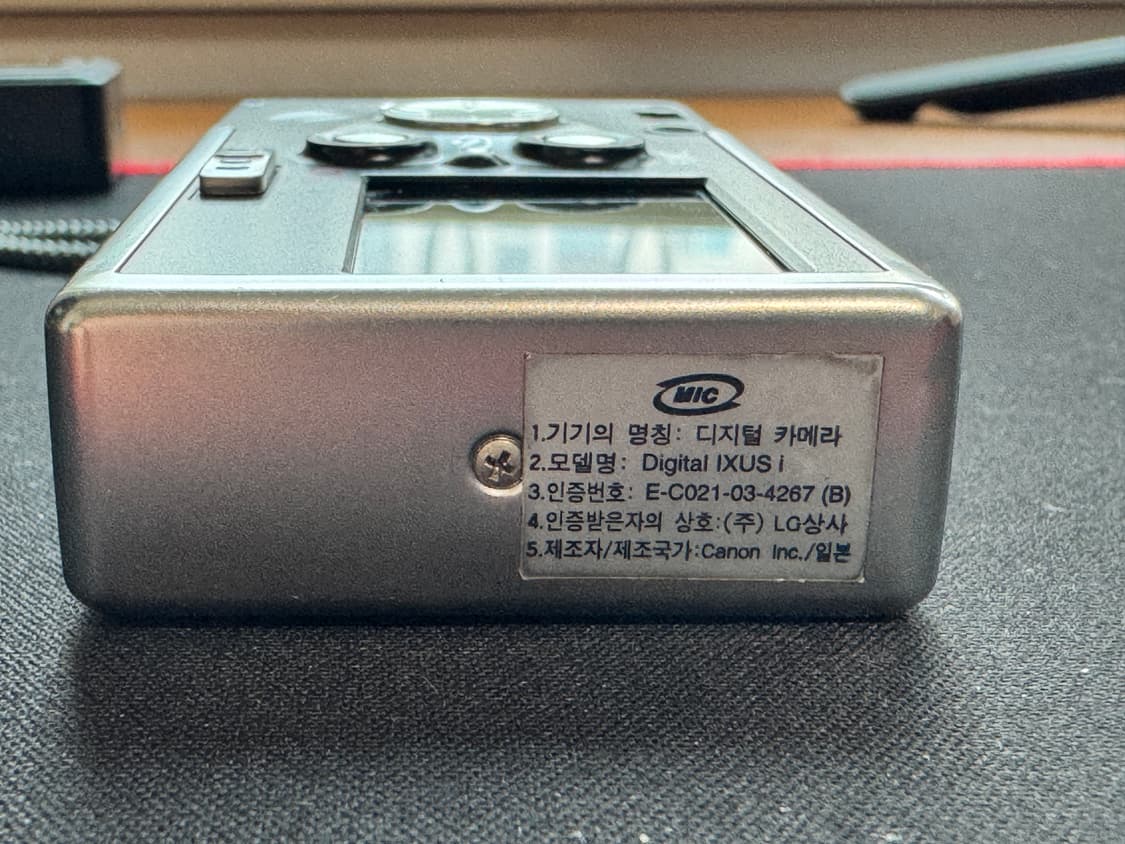 MIC
1.기기의 명칭: 디지털 카메라
2.모델명: Digital IXUS i
3.인증번호: E-C021-03-4267 (B)
4.인증받은자의 상호:(주) LG상사
5.제조자/제조국가:Canon Inc./일본